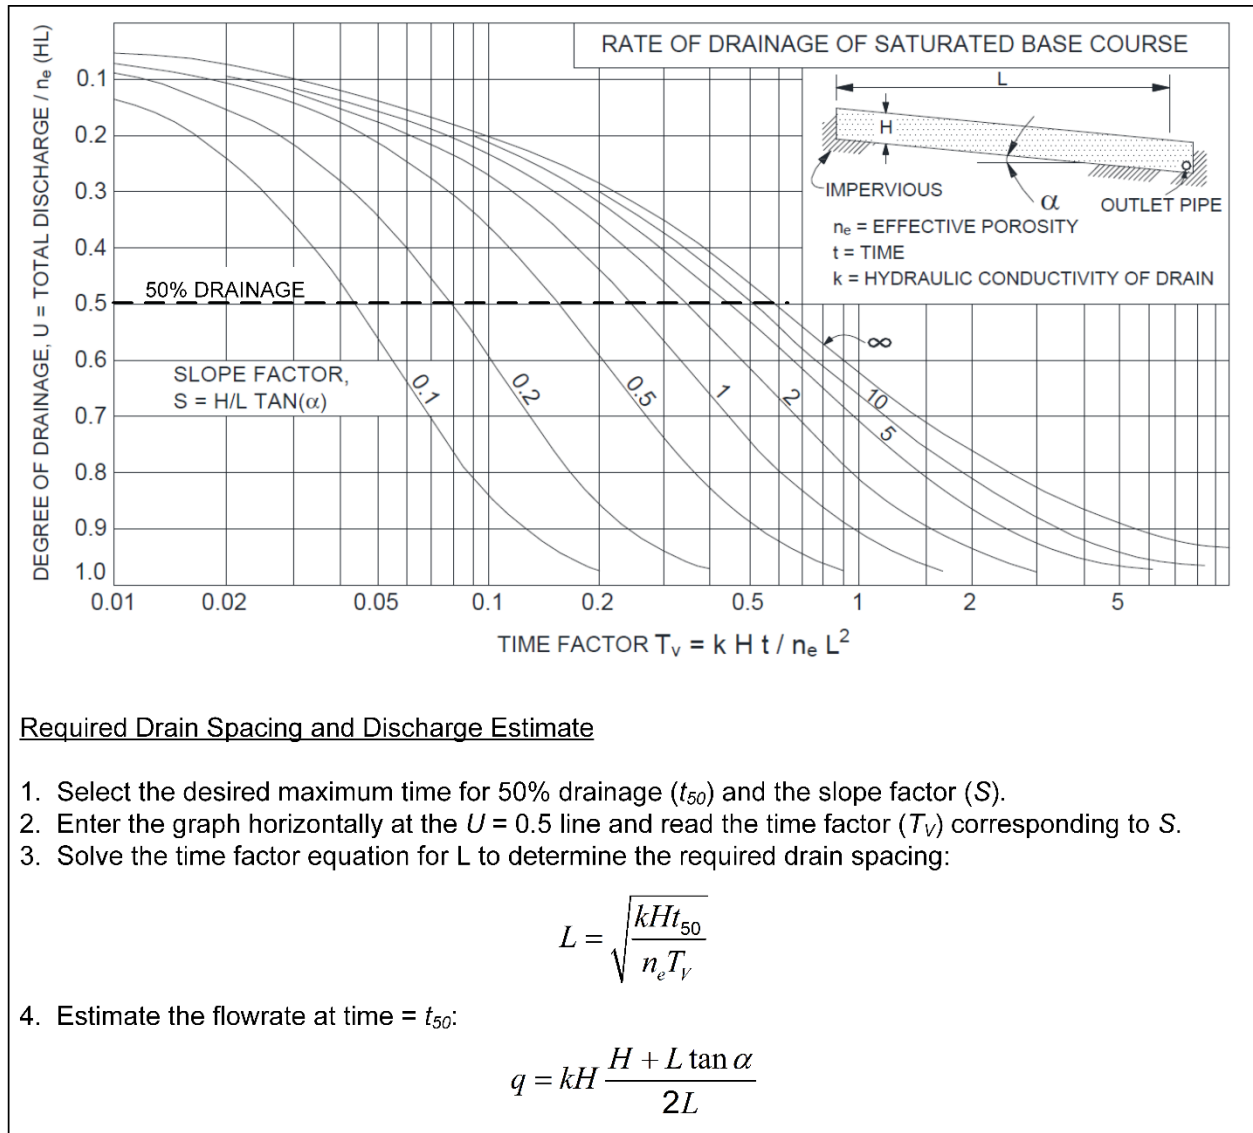 RATE OF DRAINAGE OF SATURATED BASE COURSE
DEGREE OF DRAINAGE, U = TOTAL DISCHARGE / nₑ (HL)
0.1
0.2
0.3
0.4
0.5
0.6
0.7
0.8
0.9
1.0
L
H
IMPERVIOUS
α
OUTLET PIPE
nₑ = EFFECTIVE POROSITY
t = TIME
k = HYDRAULIC CONDUCTIVITY OF DRAIN
50% DRAINAGE
SLOPE FACTOR,
S = H/L TAN(α)
0.1
0.2
0.5
1
2
5
10
∞
0.01 0.02 0.05 0.1 0.2 0.5 1 2 5
TIME FACTOR Tᵥ = k H t / nₑ L²
Required Drain Spacing and Discharge Estimate
1. Select the desired maximum time for 50% drainage (t₅₀) and the slope factor (S).
2. Enter the graph horizontally at the U = 0.5 line and read the time factor (T_V) corresponding to S.
3. Solve the time factor equation for L to determine the required drain spacing:
L = √(kHt₅₀ / nₑT_V)
4. Estimate the flowrate at time = t₅₀:
q = kH (H + L tan α) / 2L